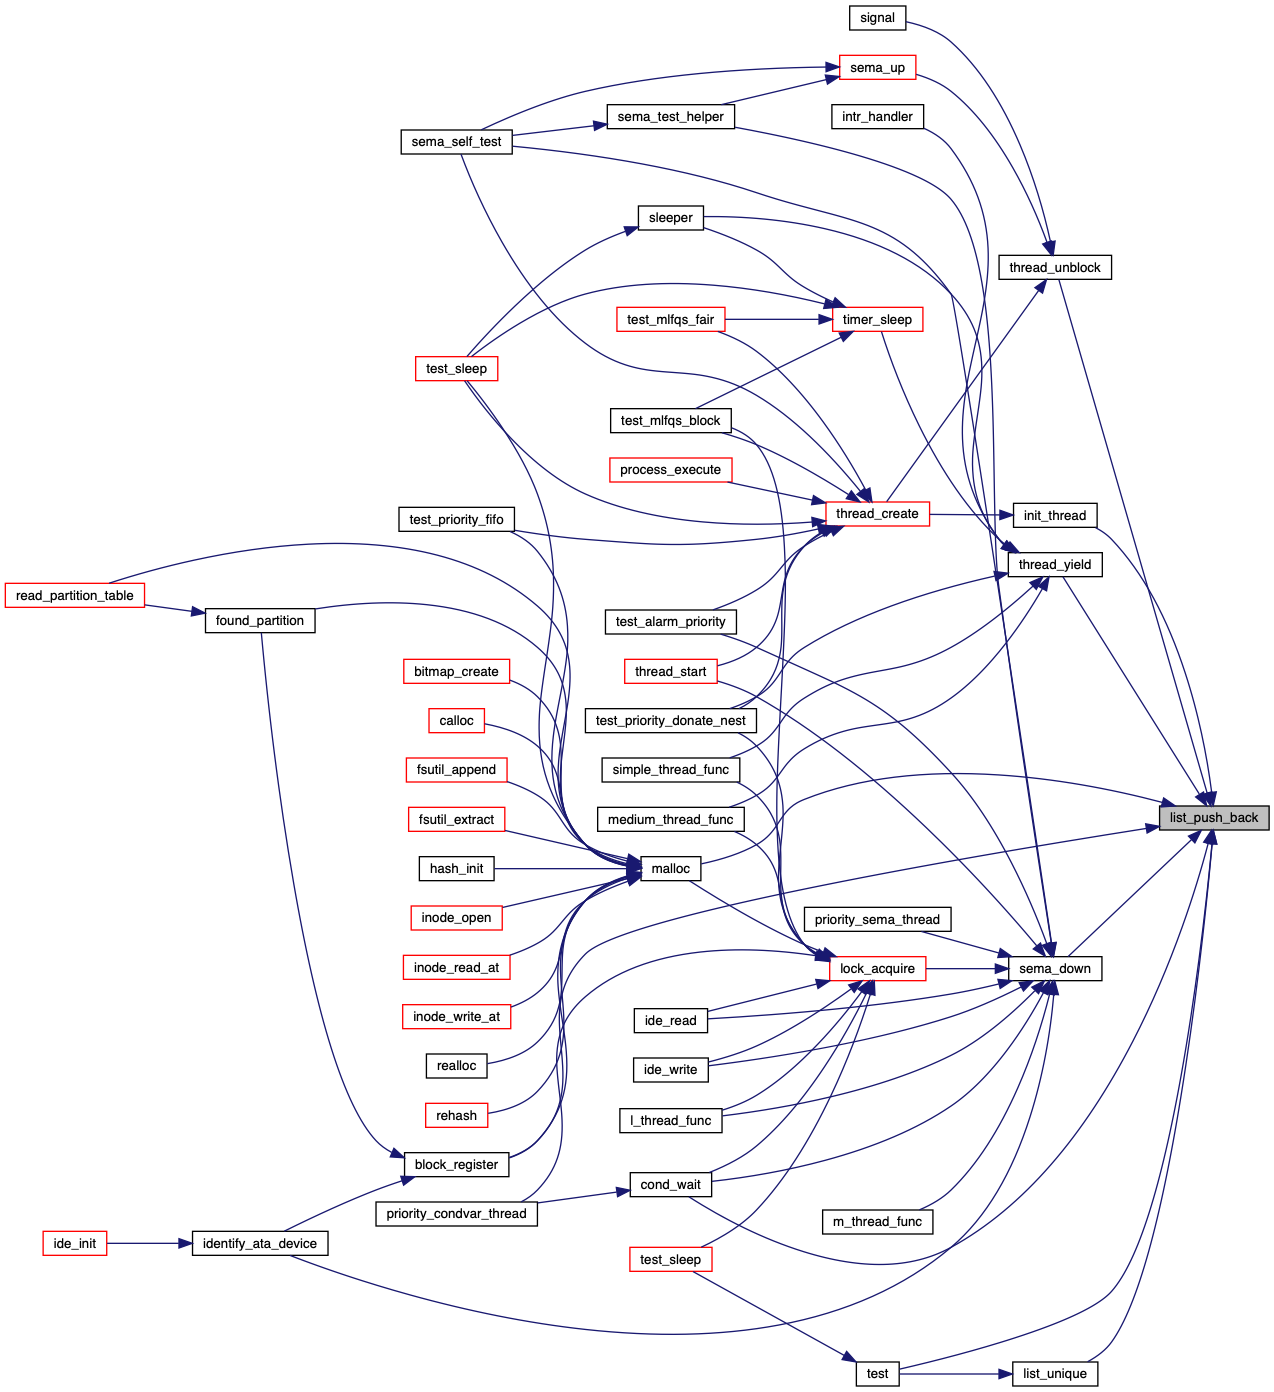 signal
sema_up
sema_test_helper
intr_handler
sema_self_test
sleeper
thread_unblock
timer_sleep
test_mlfqs_fair
test_sleep
test_mlfqs_block
process_execute
thread_create
init_thread
test_priority_fifo
thread_yield
read_partition_table
found_partition
test_alarm_priority
bitmap_create
thread_start
calloc
test_priority_donate_nest
fsutil_append
simple_thread_func
fsutil_extract
medium_thread_func
list_push_back
hash_init
malloc
inode_open
priority_sema_thread
inode_read_at
lock_acquire
sema_down
inode_write_at
ide_read
realloc
ide_write
rehash
l_thread_func
block_register
cond_wait
priority_condvar_thread
m_thread_func
ide_init
identify_ata_device
test_sleep
test
list_unique